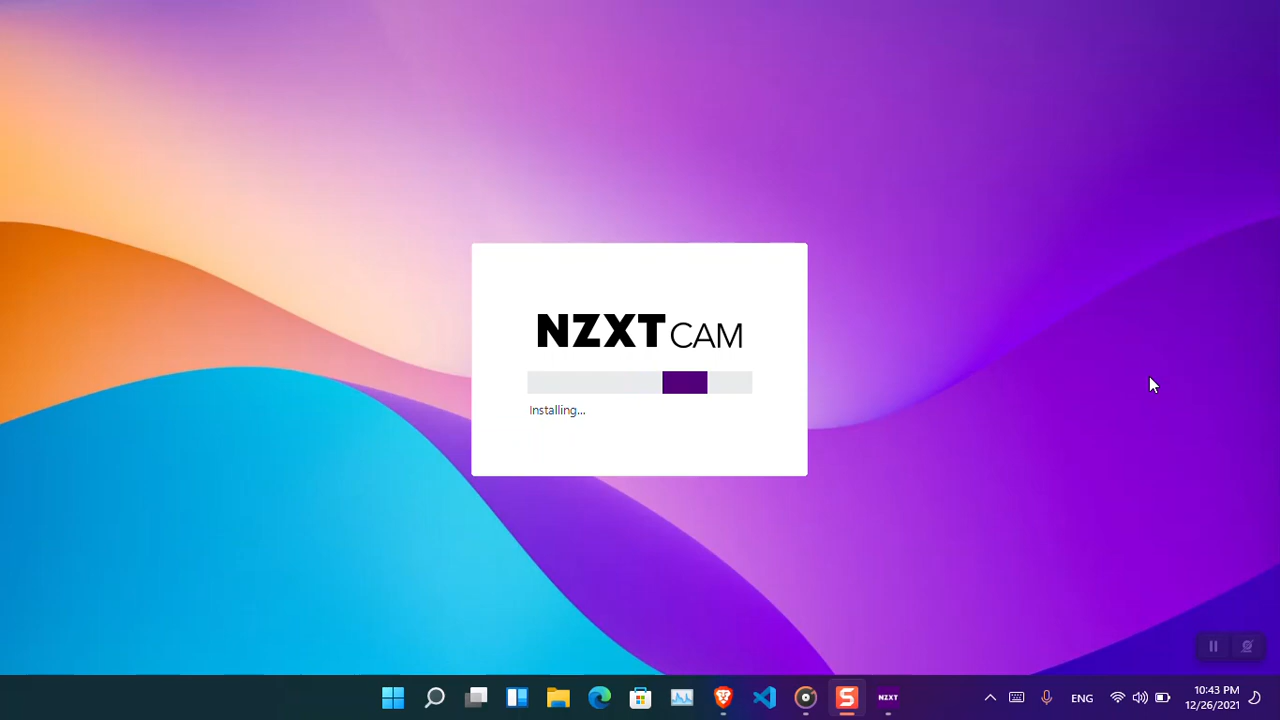 NZXT CAM
Installing...
NZXT
ENG
10:43 PM
12/26/2021